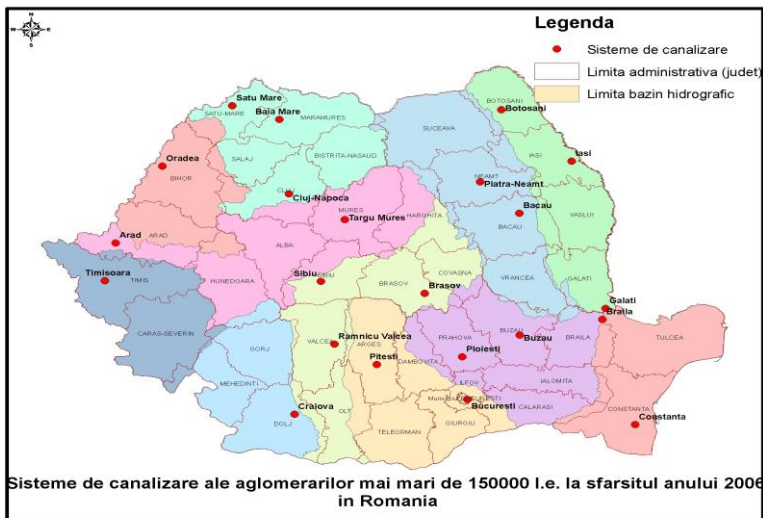 N
W
E
S
Legenda
Sisteme de canalizare
Limita administrativa (judet)
Limita bazin hidrografic
Satu Mare
SATU-MARE
Baia Mare
MARAMURES
BOTOSANI
Botosani
SUCEAVA
Oradea
BIHOR
SALAJ
BISTRITA-NASAUD
IASI
Iasi
NEAMT
Piatra-Neamt
CLUJ
Cluj-Napoca
MURES
Targu Mures
HARGHITA
Bacau
BACAU
VASLUI
Arad
ARAD
ALBA
Timisoara
TIMIS
HUNEDOARA
Sibiu
SIBIU
BRASOV
COVASNA
Brasov
VRANCEA
GALATI
Galati
Braila
CARAS-SEVERIN
GORJ
VALCEA
Ramnicu Valcea
ARGES
Pitesti
DAMBOVITA
PRAHOVA
Ploiesti
BUZAU
Buzau
BRAILA
TULCEA
MEHEDINTI
ILFOV
IALOMITA
Bucuresti
CALARASI
CONSTANTA
Constanta
Craiova
DOLJ
OLT
TELEORMAN
GIURGIU
Sisteme de canalizare ale aglomerarilor mai mari de 150000 l.e. la sfarsitul anului 2006
in Romania